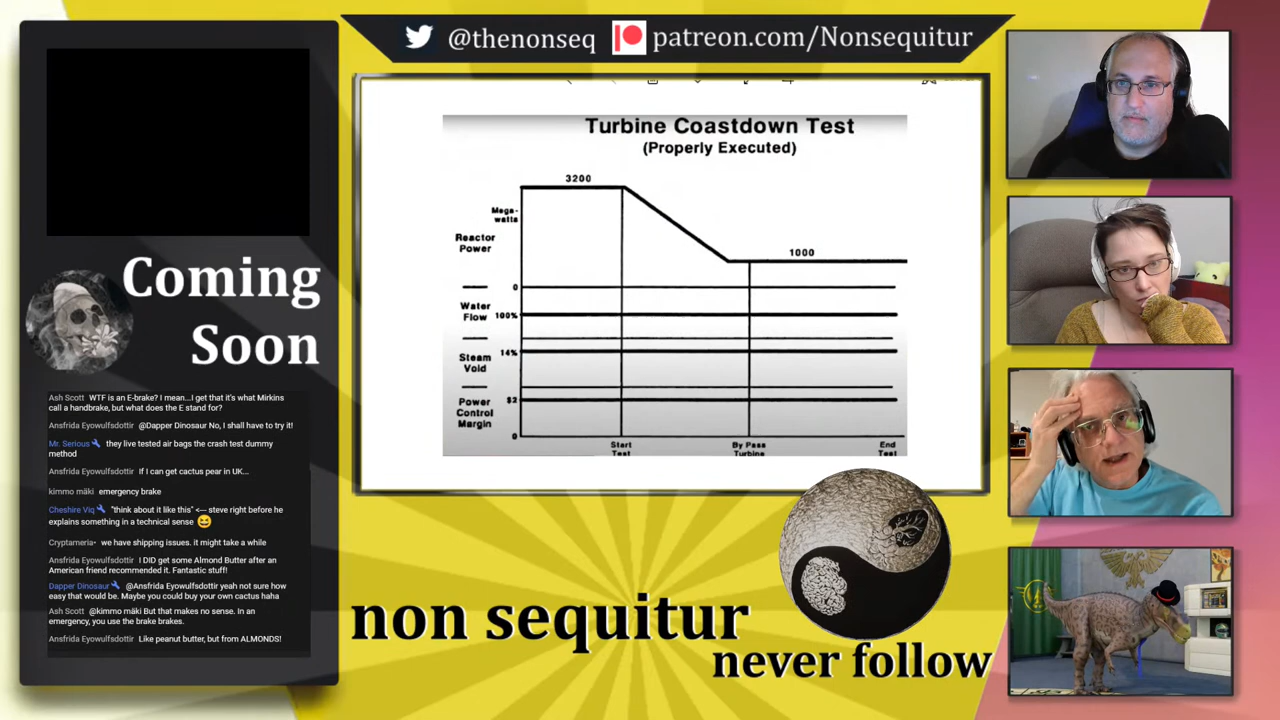 @thenonseq
patreon.com/Nonsequitur
Coming
Soon
Ash Scott WTF is an E-brake? I mean...I get that it's what Mirkins
call a handbrake, but what does the E stand for?
Ansfrida Eyowulfsdottir @Dapper Dinosaur No, I shall have to try it!
Mr. Serious they live tested air bags the crash test dummy
method
Ansfrida Eyowulfsdottir If I can get cactus pear in UK...
kimmo mäki emergency brake
Cheshire Viq "think about it like this" <--- steve right before he
explains something in a technical sense 😆
Cryptameria• we have shipping issues. it might take a while
Ansfrida Eyowulfsdottir I DID get some Almond Butter after an
American friend recommended it. Fantastic stuff!
Dapper Dinosaur @Ansfrida Eyowulfsdottir yeah not sure how
easy that would be. Maybe you could buy your own cactus haha
Ash Scott @kimmo mäki But that makes no sense. In an
emergency, you use the brake brakes.
Ansfrida Eyowulfsdottir Like peanut butter, but from ALMONDS!
Turbine Coastdown Test
(Properly Executed)
3200
Mega-
watts
Reactor
Power
1000
0
Water
Flow
100%
Steam
Void
14%
Power
Control
Margin
$2
0
Start
Test
By Pass
Turbine
End
Test
non sequitur
never follow